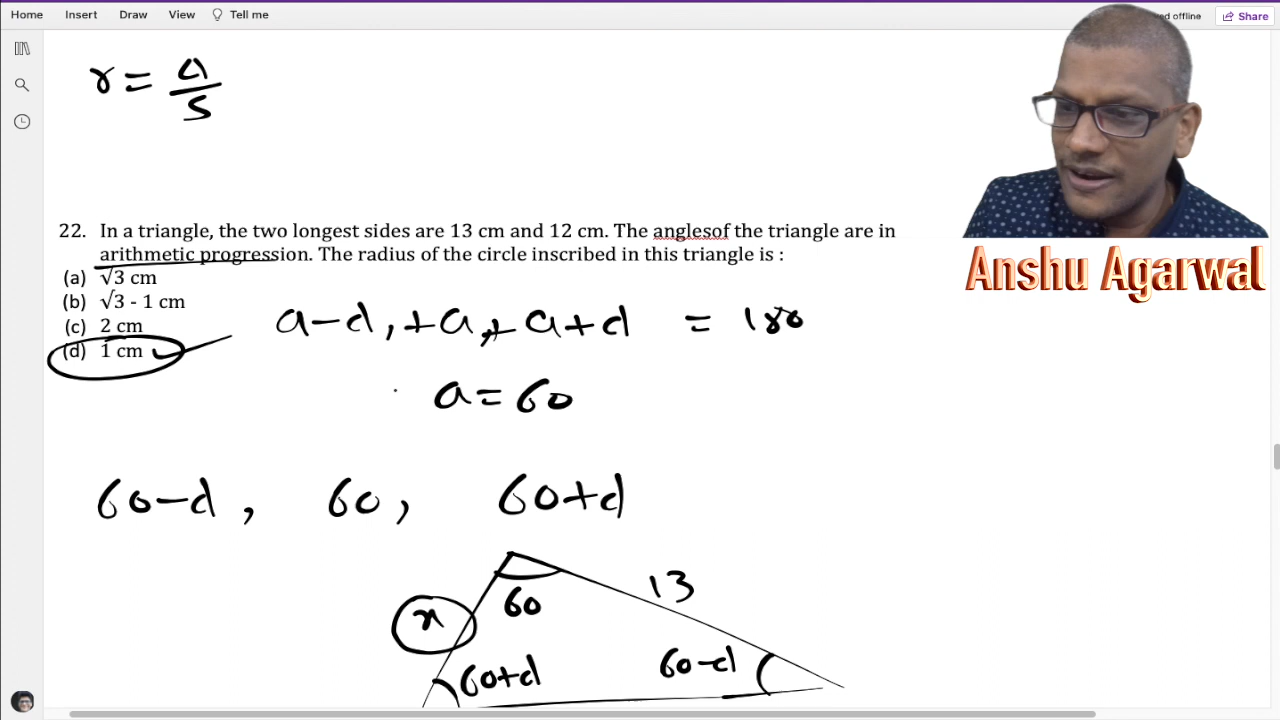 Home Insert Draw View Tell me
d offline Share
r = Δ/s
22. In a triangle, the two longest sides are 13 cm and 12 cm. The anglesof the triangle are in
arithmetic progression. The radius of the circle inscribed in this triangle is :
(a) √3 cm
(b) √3 - 1 cm
(c) 2 cm
(d) 1 cm
Anshu Agarwal
a-d, +a, + a+d = 180
a = 60
60-d, 60, 60+d
13
60
x
60+d 60-d